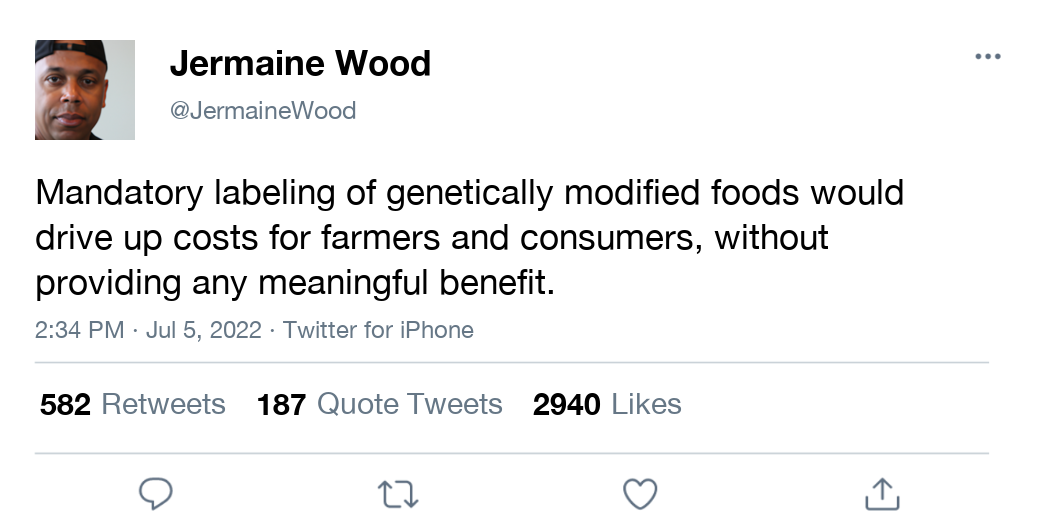 Jermaine Wood
@JermaineWood
Mandatory labeling of genetically modified foods would
drive up costs for farmers and consumers, without
providing any meaningful benefit.
2:34 PM · Jul 5, 2022 · Twitter for iPhone
582 Retweets 187 Quote Tweets 2940 Likes